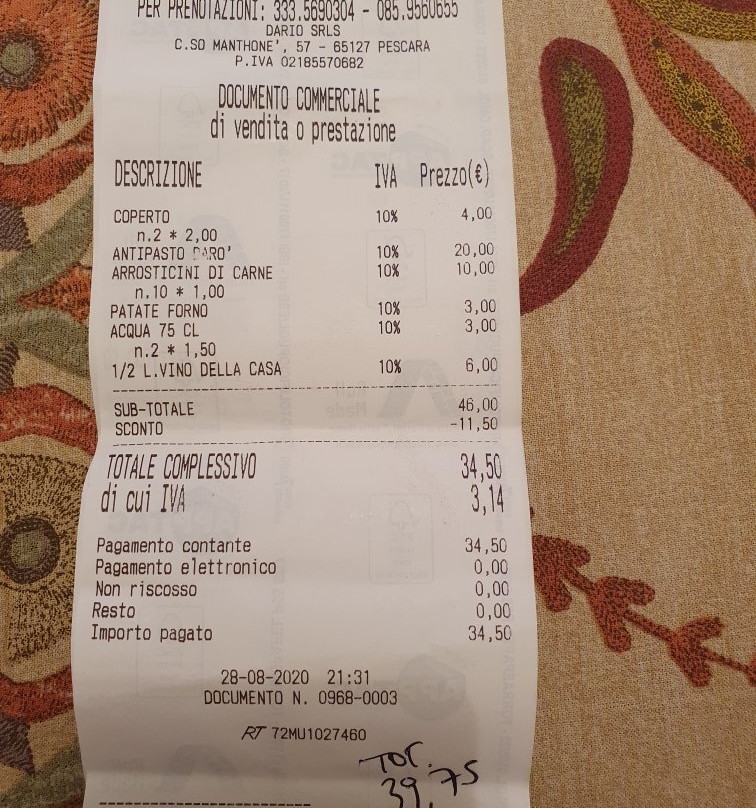 PER PRENOTAZIONI: 333.5690304 - 085.9560655
DARIO SRLS
C.SO MANTHONE', 57 - 65127 PESCARA
P.IVA 02185570682
DOCUMENTO COMMERCIALE
di vendita o prestazione
DESCRIZIONE IVA Prezzo(€)
COPERTO 10% 4,00
n.2 * 2,00
ANTIPASTO DARO' 10% 20,00
ARROSTICINI DI CARNE 10% 10,00
n.10 * 1,00
PATATE FORNO 10% 3,00
ACQUA 75 CL 10% 3,00
n.2 * 1,50
1/2 L.VINO DELLA CASA 10% 6,00
SUB-TOTALE 46,00
SCONTO -11,50
TOTALE COMPLESSIVO 34,50
di cui IVA 3,14
Pagamento contante 34,50
Pagamento elettronico 0,00
Non riscosso 0,00
Resto 0,00
Importo pagato 34,50
28-08-2020 21:31
DOCUMENTO N. 0968-0003
RT 72MU1027460
TOT.
39,75